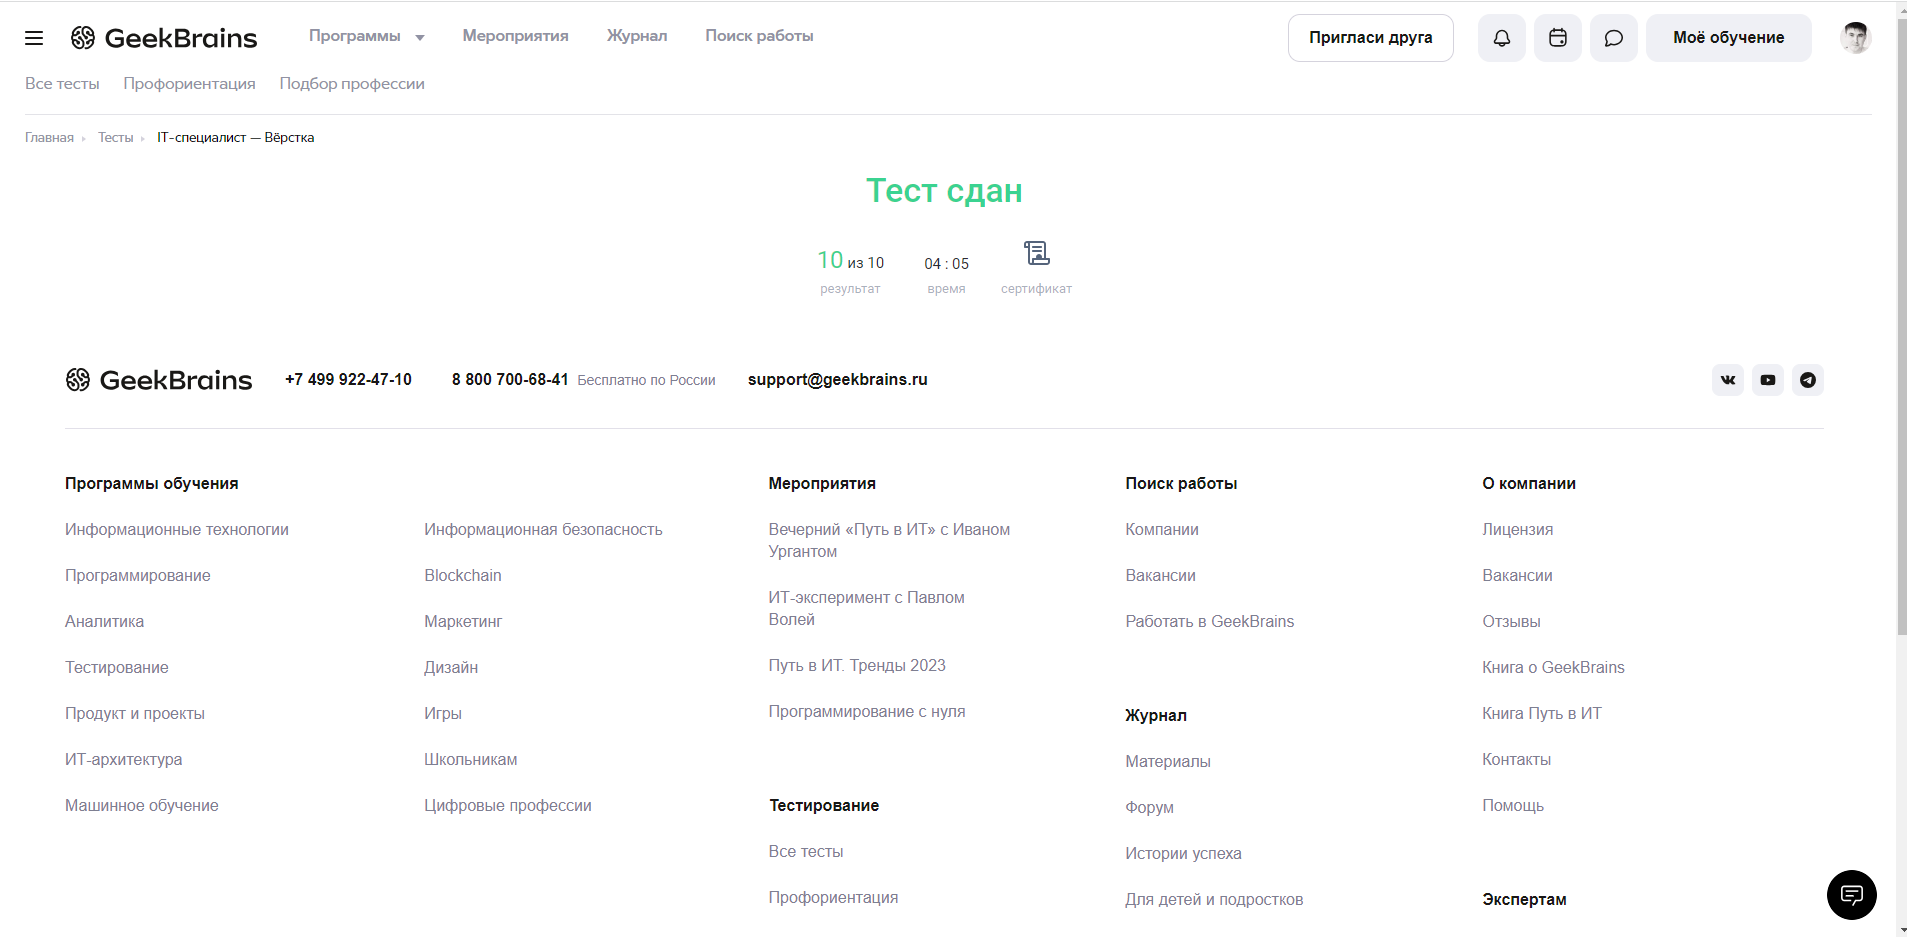 GeekBrains
Программы
Мероприятия
Журнал
Поиск работы
Пригласи друга
Моё обучение
Все тесты
Профориентация
Подбор профессии
Главная
Тесты
IT-специалист — Вёрстка
Тест сдан
10 из 10
результат
04 : 05
время
сертификат
GeekBrains
+7 499 922-47-10
8 800 700-68-41 Бесплатно по России
support@geekbrains.ru
Программы обучения
Информационные технологии
Программирование
Аналитика
Тестирование
Продукт и проекты
ИТ-архитектура
Машинное обучение
Информационная безопасность
Blockchain
Маркетинг
Дизайн
Игры
Школьникам
Цифровые профессии
Мероприятия
Вечерний «Путь в ИТ» с Иваном
Ургантом
ИТ-эксперимент с Павлом
Волей
Путь в ИТ. Тренды 2023
Программирование с нуля
Тестирование
Все тесты
Профориентация
Поиск работы
Компании
Вакансии
Работать в GeekBrains
Журнал
Материалы
Форум
Истории успеха
Для детей и подростков
О компании
Лицензия
Вакансии
Отзывы
Книга о GeekBrains
Книга Путь в ИТ
Контакты
Помощь
Экспертам